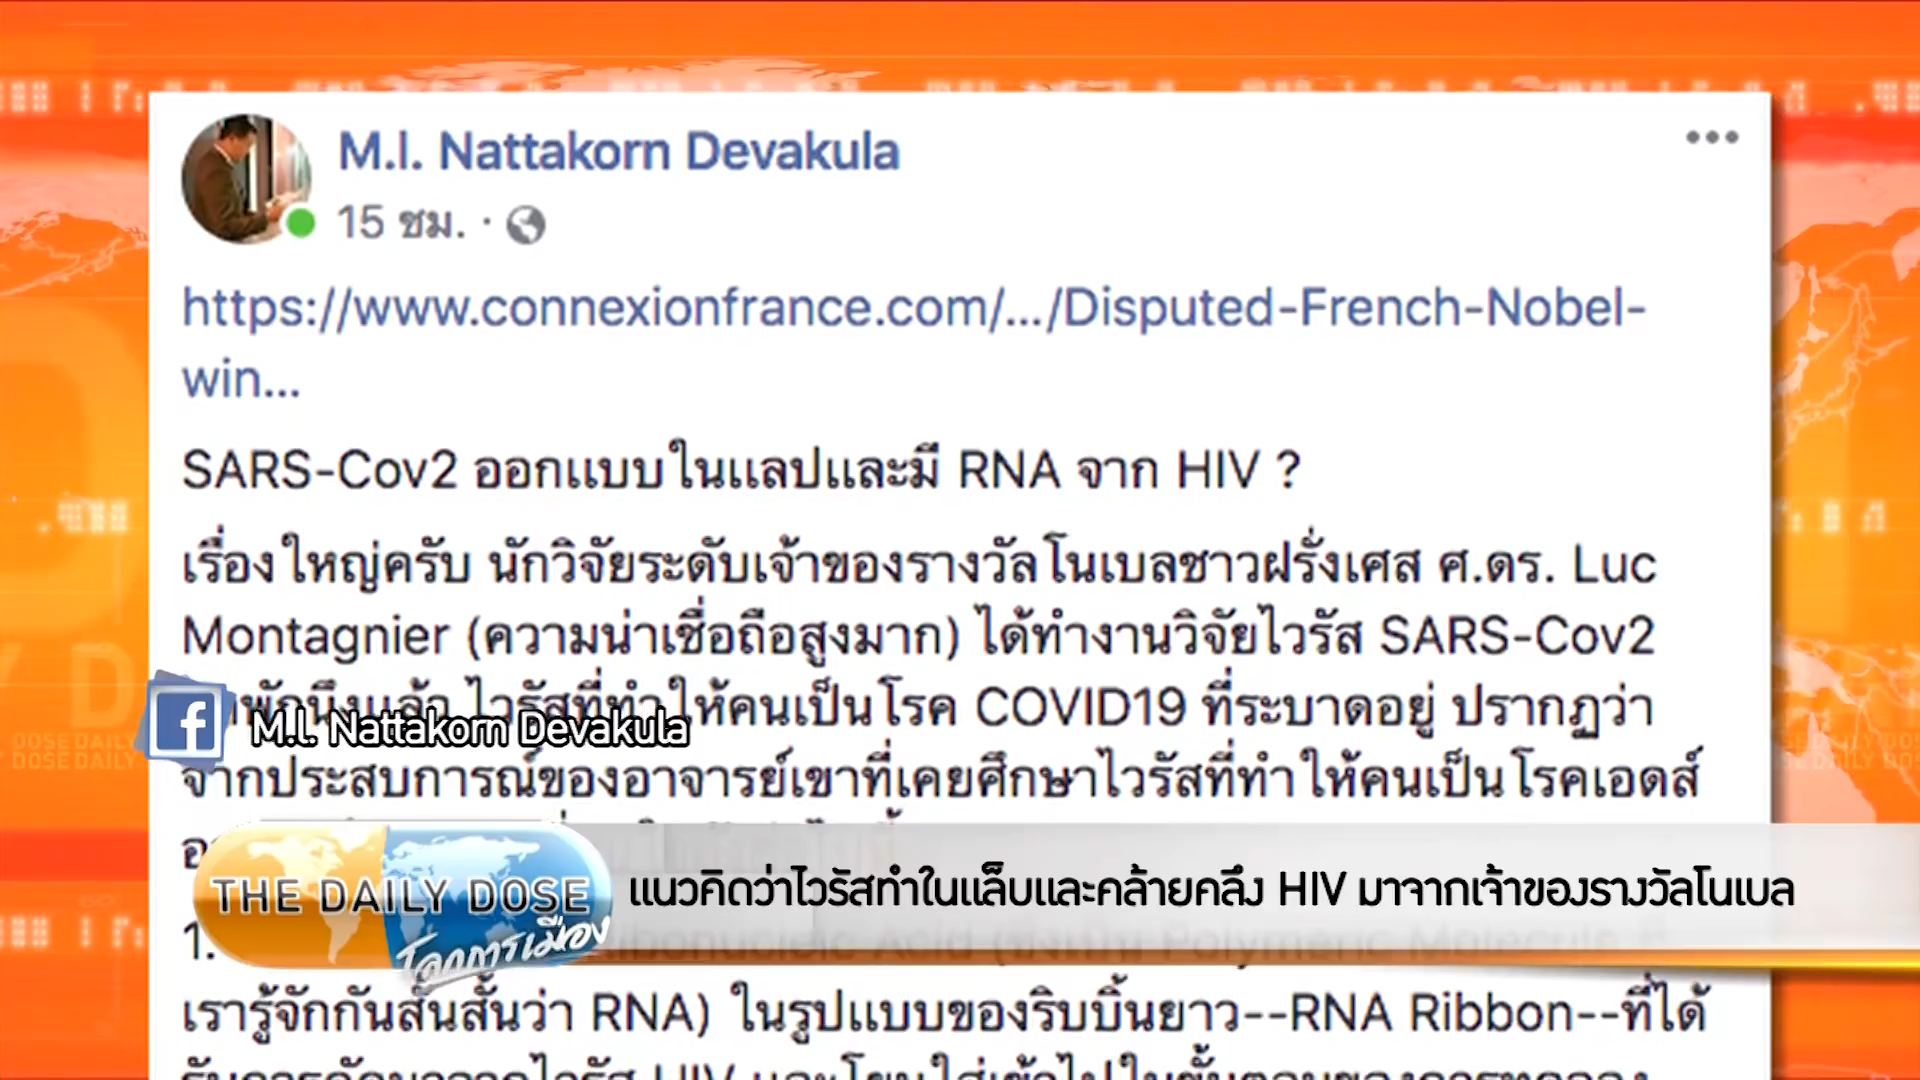 M.l. Nattakorn Devakula
15 ชม. ·
https://www.connexionfrance.com/.../Disputed-French-Nobel-
win...
SARS-Cov2 ออกแบบในแลปและมี RNA จาก HIV ?
เรื่องใหญ่ครับ นักวิจัยระดับเจ้าของรางวัลโนเบลชาวฝรั่งเศส ศ.ดร. Luc
Montagnier (ความน่าเชื่อถือสูงมาก) ได้ทำงานวิจัยไวรัส SARS-Cov2
ไวรัสที่ทำให้คนเป็นโรค COVID19 ที่ระบาดอยู่ ปรากฏว่า
M.l. Nattakorn Devakula
จากประสบการณ์ของอาจารย์เขาที่เคยศึกษาไวรัสที่ทำให้คนเป็นโรคเอดส์
THE DAILY DOSE
โลกการเมือง
แนวคิดว่าไวรัสทำในแล็บและคล้ายคลึง HIV มาจากเจ้าของรางวัลโนเบล
1.
เรารู้จักกันสั้นสั้นว่า RNA) ในรูปแบบของริบบิ้นยาว--RNA Ribbon--ที่ได้